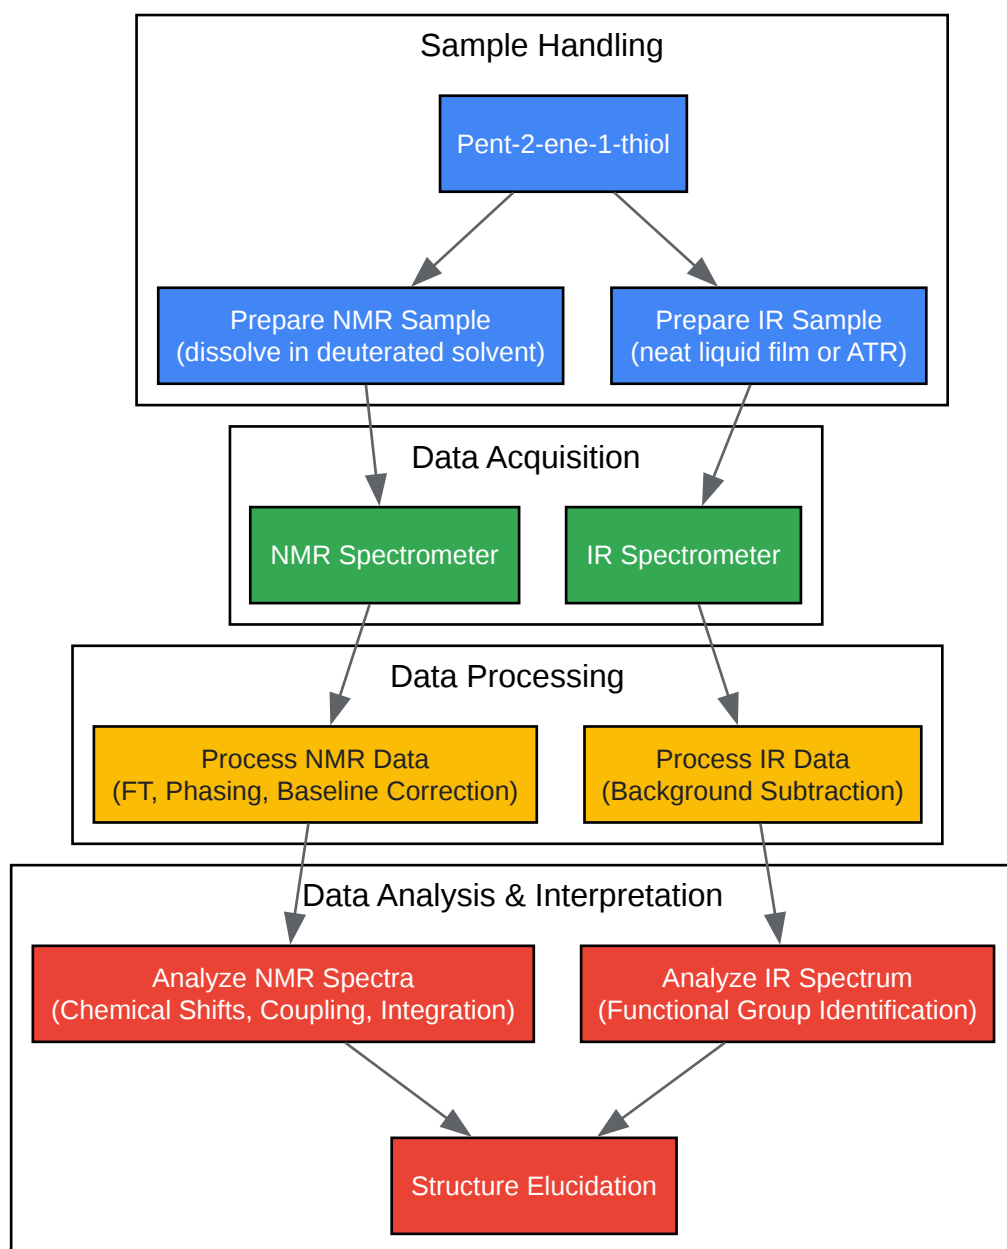 Sample Handling
Pent-2-ene-1-thiol
Prepare NMR Sample
(dissolve in deuterated solvent)
Prepare IR Sample
(neat liquid film or ATR)
Data Acquisition
NMR Spectrometer
IR Spectrometer
Data Processing
Process NMR Data
(FT, Phasing, Baseline Correction)
Process IR Data
(Background Subtraction)
Data Analysis & Interpretation
Analyze NMR Spectra
(Chemical Shifts, Coupling, Integration)
Analyze IR Spectrum
(Functional Group Identification)
Structure Elucidation